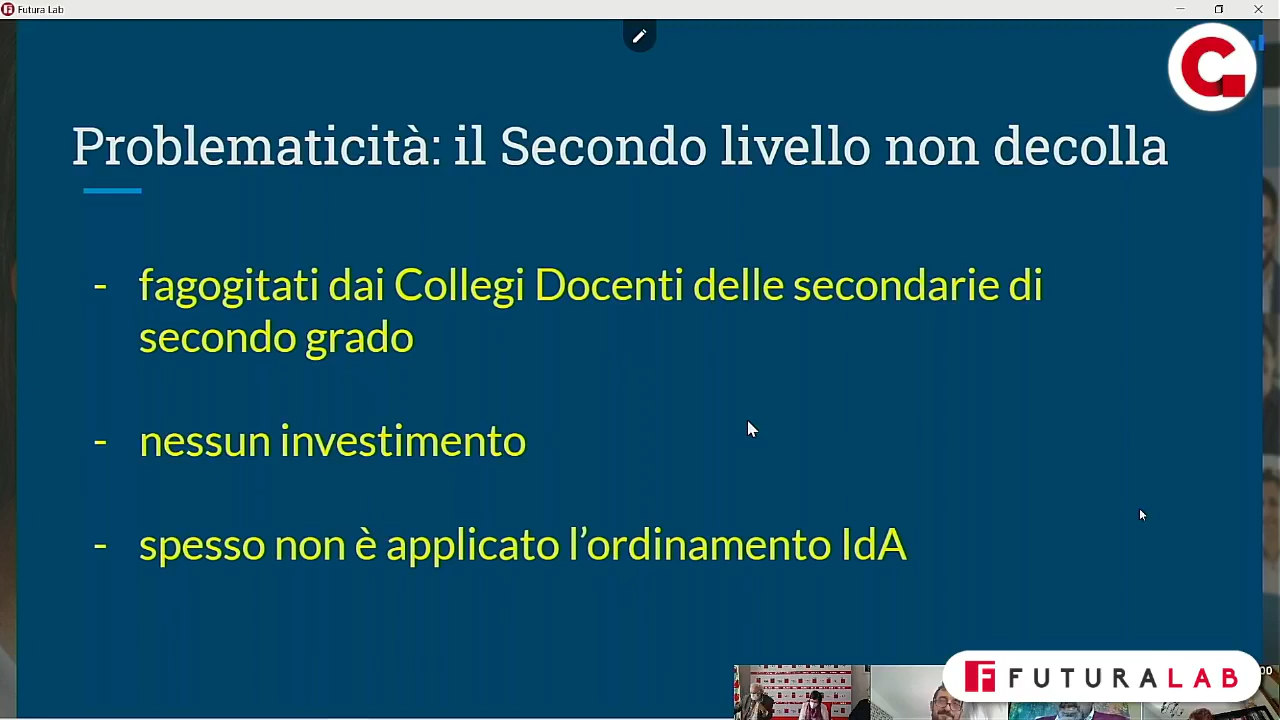 Futura Lab
Problematicità: il Secondo livello non decolla
- fagogitati dai Collegi Docenti delle secondarie di
secondo grado
- nessun investimento
- spesso non è applicato l’ordinamento IdA
FUTURALAB